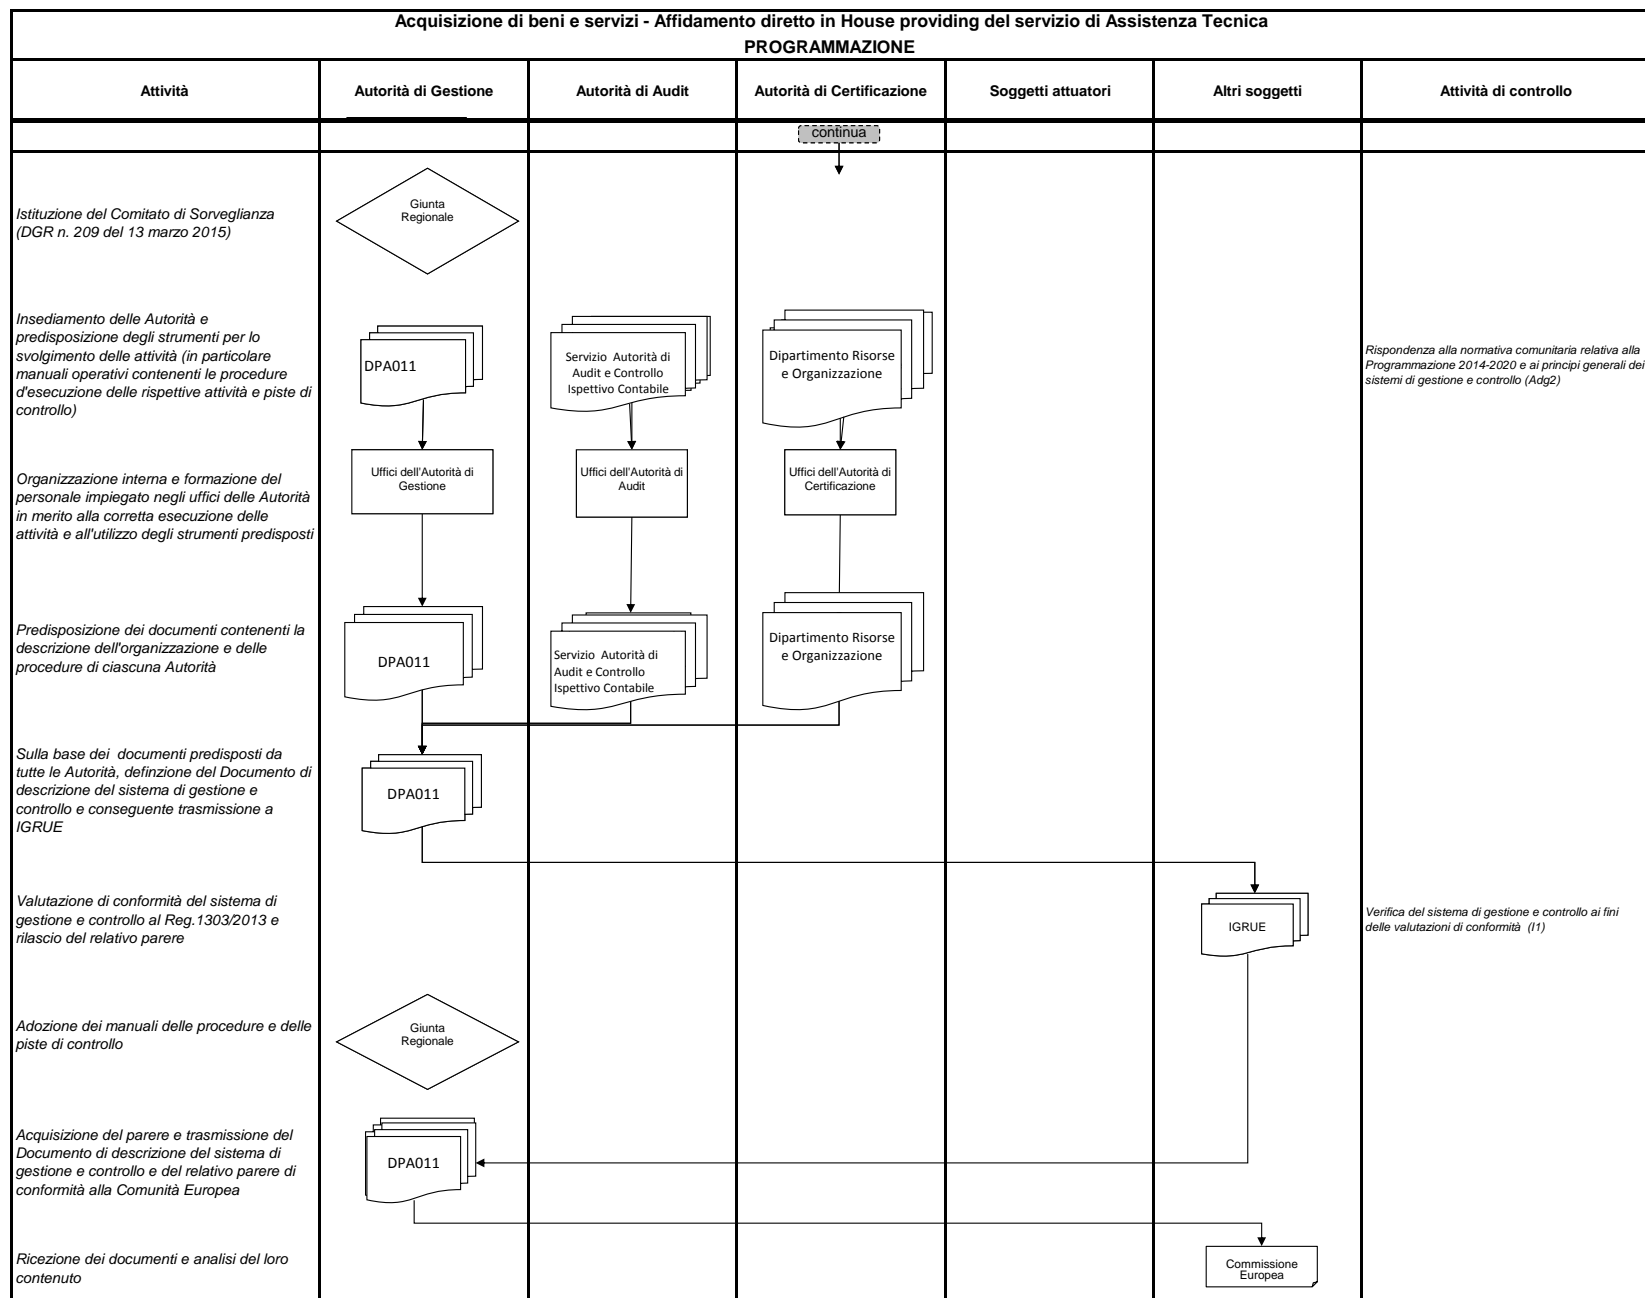 Acquisizione di beni e servizi - Affidamento diretto in House providing del servizio di Assistenza Tecnica
PROGRAMMAZIONE
Attività
Autorità di Gestione
Autorità di Audit
Autorità di Certificazione
Soggetti attuatori
Altri soggetti
Attività di controllo
continua
Istituzione del Comitato di Sorveglianza
(DGR n. 209 del 13 marzo 2015)
Giunta
Regionale
Insediamento delle Autorità e
predisposizione degli strumenti per lo
svolgimento delle attività (in particolare
manuali operativi contenenti le procedure
d'esecuzione delle rispettive attività e piste di
controllo)
DPA011
Servizio Autorità di
Audit e Controllo
Ispettivo Contabile
Dipartimento Risorse
e Organizzazione
Rispondenza alla normativa comunitaria relativa alla
Programmazione 2014-2020 e ai principi generali dei
sistemi di gestione e controllo (Adg2)
Organizzazione interna e formazione del
personale impiegato negli uffici delle Autorità
in merito alla corretta esecuzione delle
attività e all'utilizzo degli strumenti predisposti
Uffici dell'Autorità di
Gestione
Uffici dell'Autorità di
Audit
Uffici dell'Autorità di
Certificazione
Predisposizione dei documenti contenenti la
descrizione dell'organizzazione e delle
procedure di ciascuna Autorità
DPA011
Servizio Autorità di
Audit e Controllo
Ispettivo Contabile
Dipartimento Risorse
e Organizzazione
Sulla base dei documenti predisposti da
tutte le Autorità, definzione del Documento di
descrizione del sistema di gestione e
controllo e conseguente trasmissione a
IGRUE
DPA011
Valutazione di conformità del sistema di
gestione e controllo al Reg.1303/2013 e
rilascio del relativo parere
IGRUE
Verifica del sistema di gestione e controllo ai fini
delle valutazioni di conformità (I1)
Adozione dei manuali delle procedure e delle
piste di controllo
Giunta
Regionale
Acquisizione del parere e trasmissione del
Documento di descrizione del sistema di
gestione e controllo e del relativo parere di
conformità alla Comunità Europea
DPA011
Ricezione dei documenti e analisi del loro
contenuto
Commissione
Europea